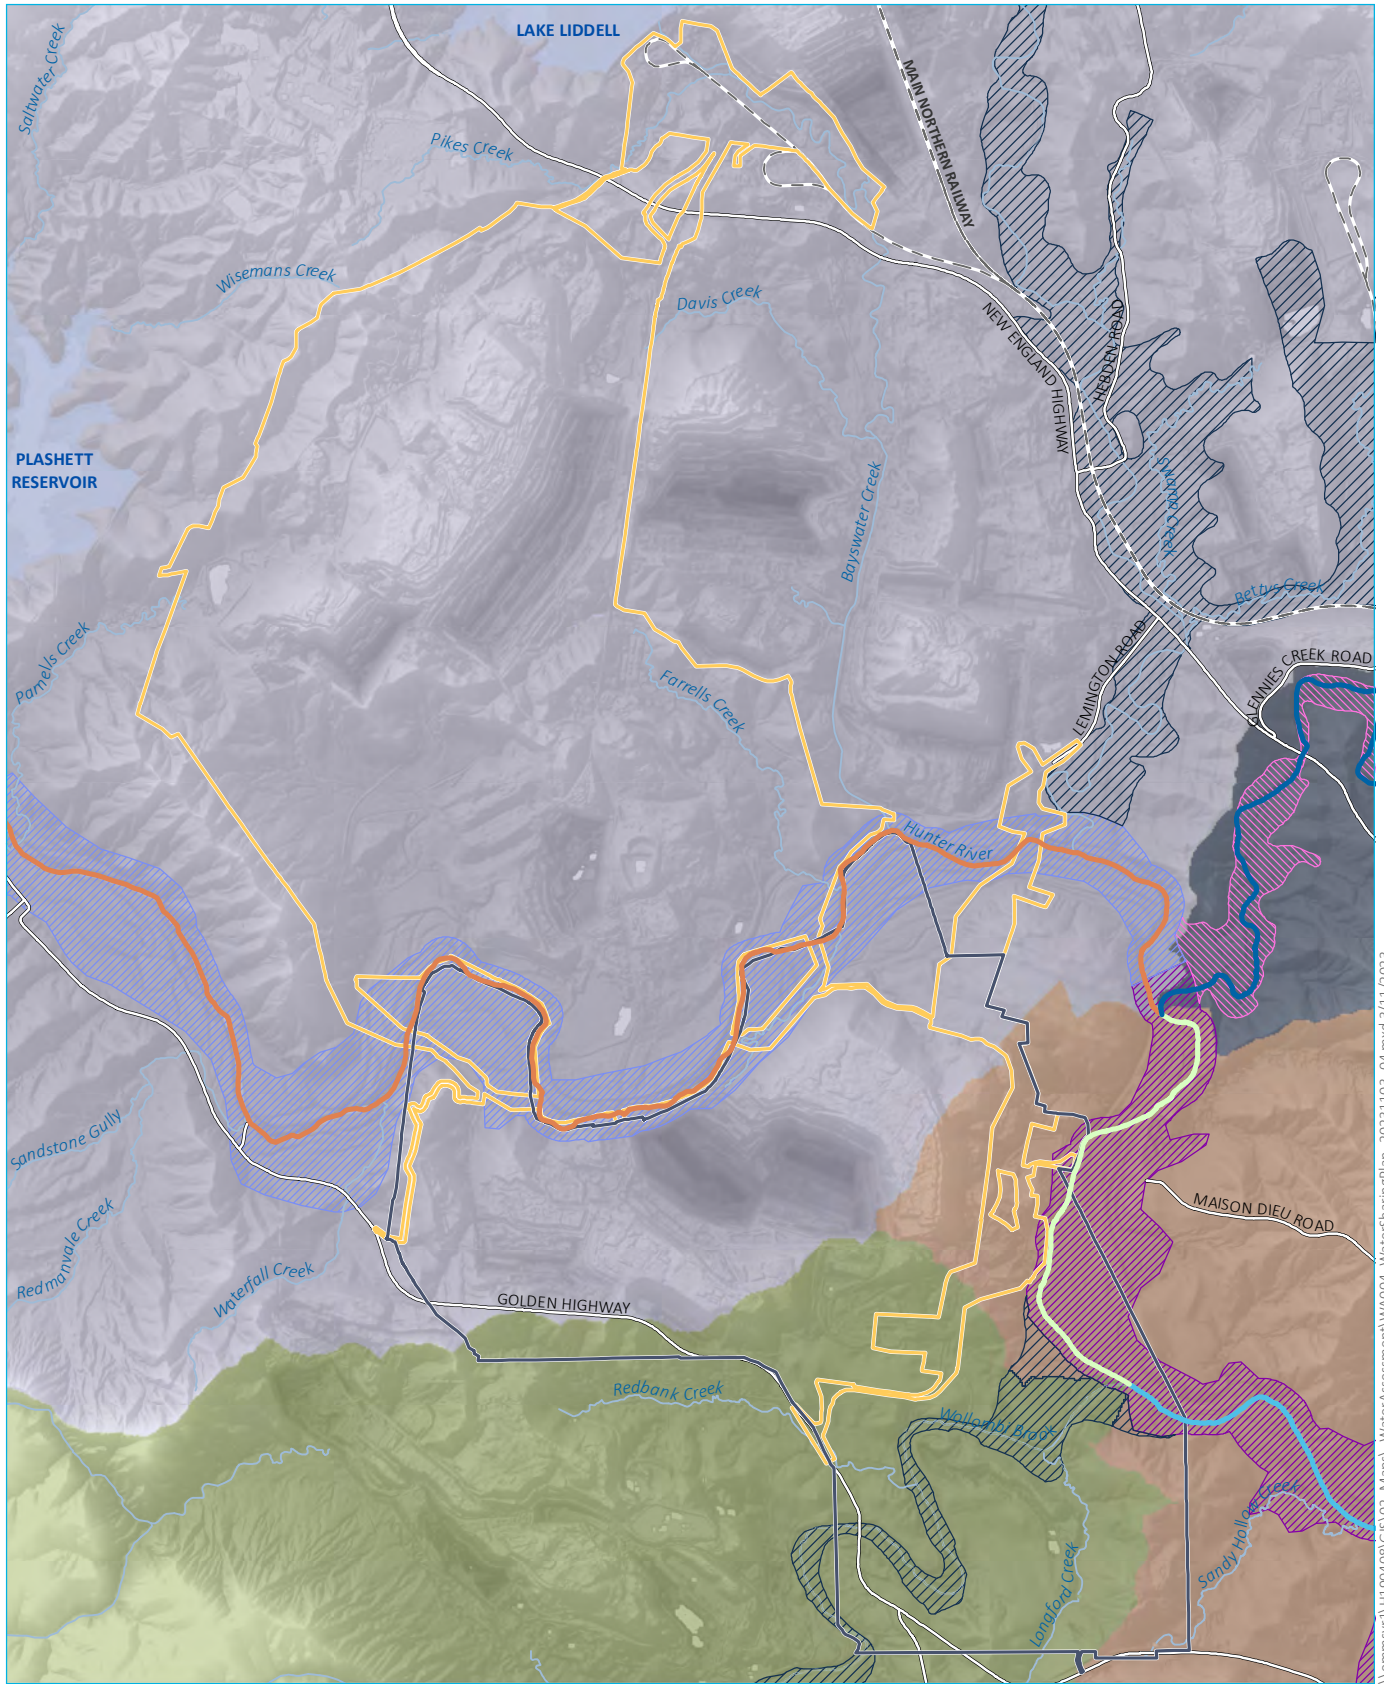 LAKE LIDDELL
Saltwater Creek
Pikes Creek
MAIN NORTHERN RAILWAY
Wisemans Creek
Davis Creek
NEW ENGLAND HIGHWAY
HEBDEN ROAD
PLASHETT
RESERVOIR
Bayswater Creek
Swamp Creek
Bettys Creek
Parnells Creek
LEMINGTON ROAD
GLENNIES CREEK ROAD
Farrells Creek
Hunter River
Sandstone Gully
Redmanvale Creek
Waterfall Creek
MAISON DIEU ROAD
GOLDEN HIGHWAY
Redbank Creek
Wollombi Brook
Sandy Hollow Creek
Longford Creek